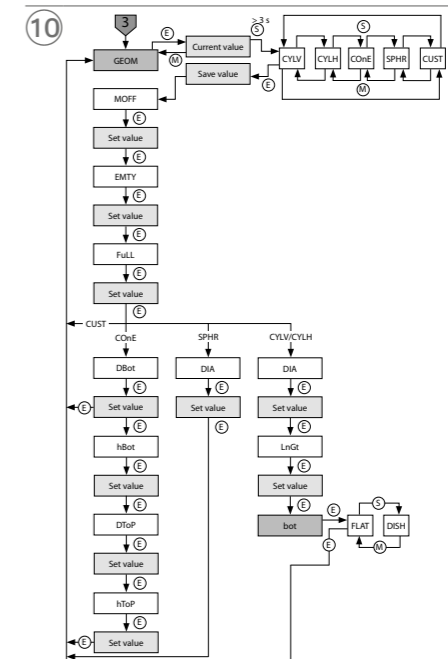 10
3
GEOM
E
Current value
M
S
> 3 s
S
CYLV
CYLH
COnE
SPHR
CUST
M
Save value
E
MOFF
E
Set value
E
EMTY
E
Set value
E
FuLL
E
Set value
E
CUST
COnE
SPHR
CYLV/CYLH
DBot
DIA
DIA
E
E
E
E
Set value
Set value
Set value
E
E
E
hBot
LnGt
E
E
Set value
Set value
E
E
DToP
bot
E
FLAT
S
DISH
M
E
E
Set value
E
hToP
E
E
Set value